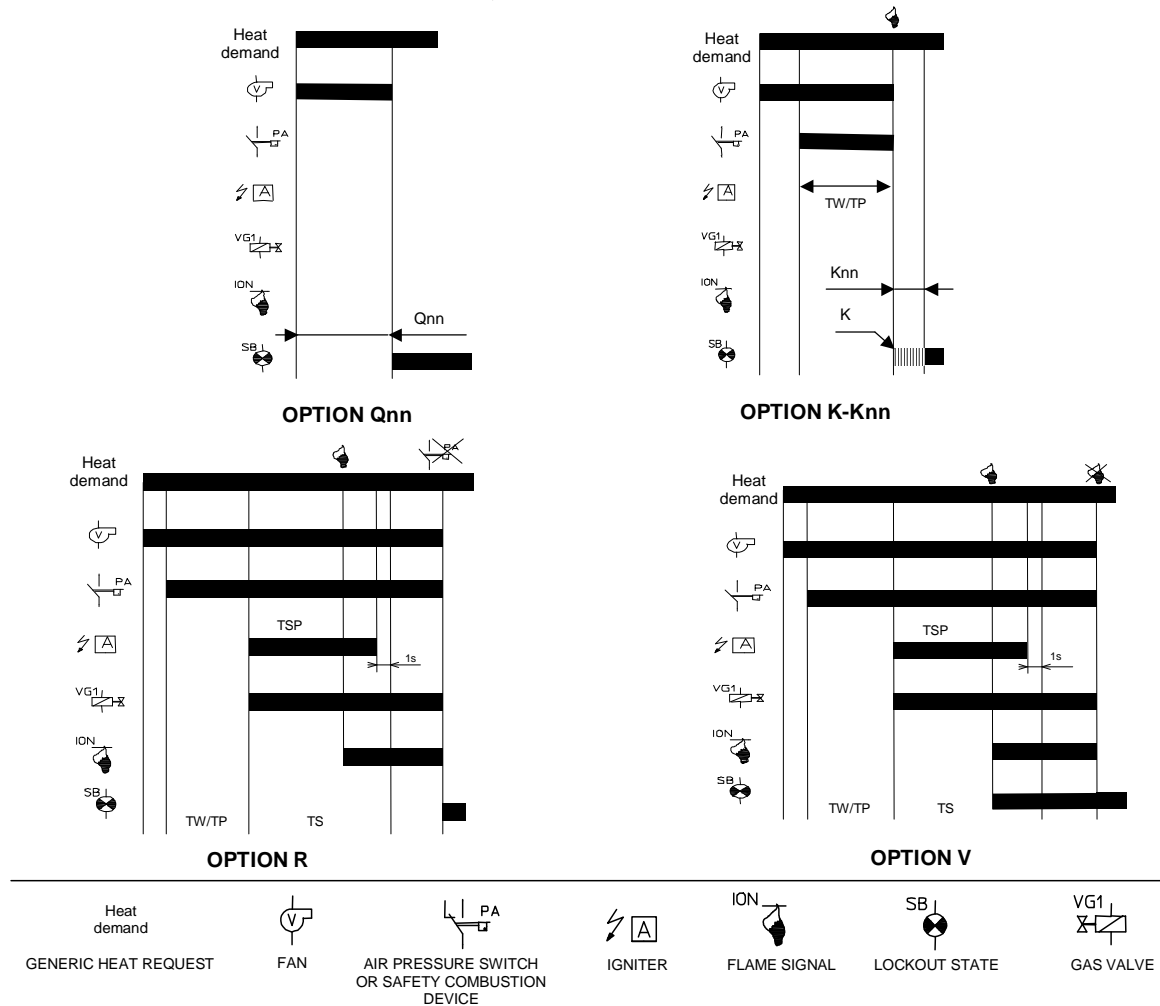 Heat
demand
V
PA
A
VG1
ION
Qnn
SB
OPTION Qnn
Heat
demand
V
PA
A
TW/TP
VG1
Knn
ION
K
SB
OPTION K-Knn
PA
Heat
demand
V
PA
TSP
A
1s
VG1
ION
SB
TW/TP TS
OPTION R
Heat
demand
V
PA
TSP
A
1s
VG1
ION
SB
TW/TP TS
OPTION V
Heat
demand
GENERIC HEAT REQUEST
V
FAN
PA
AIR PRESSURE SWITCH
OR SAFETY COMBUSTION
DEVICE
A
IGNITER
ION
FLAME SIGNAL
SB
LOCKOUT STATE
VG1
GAS VALVE